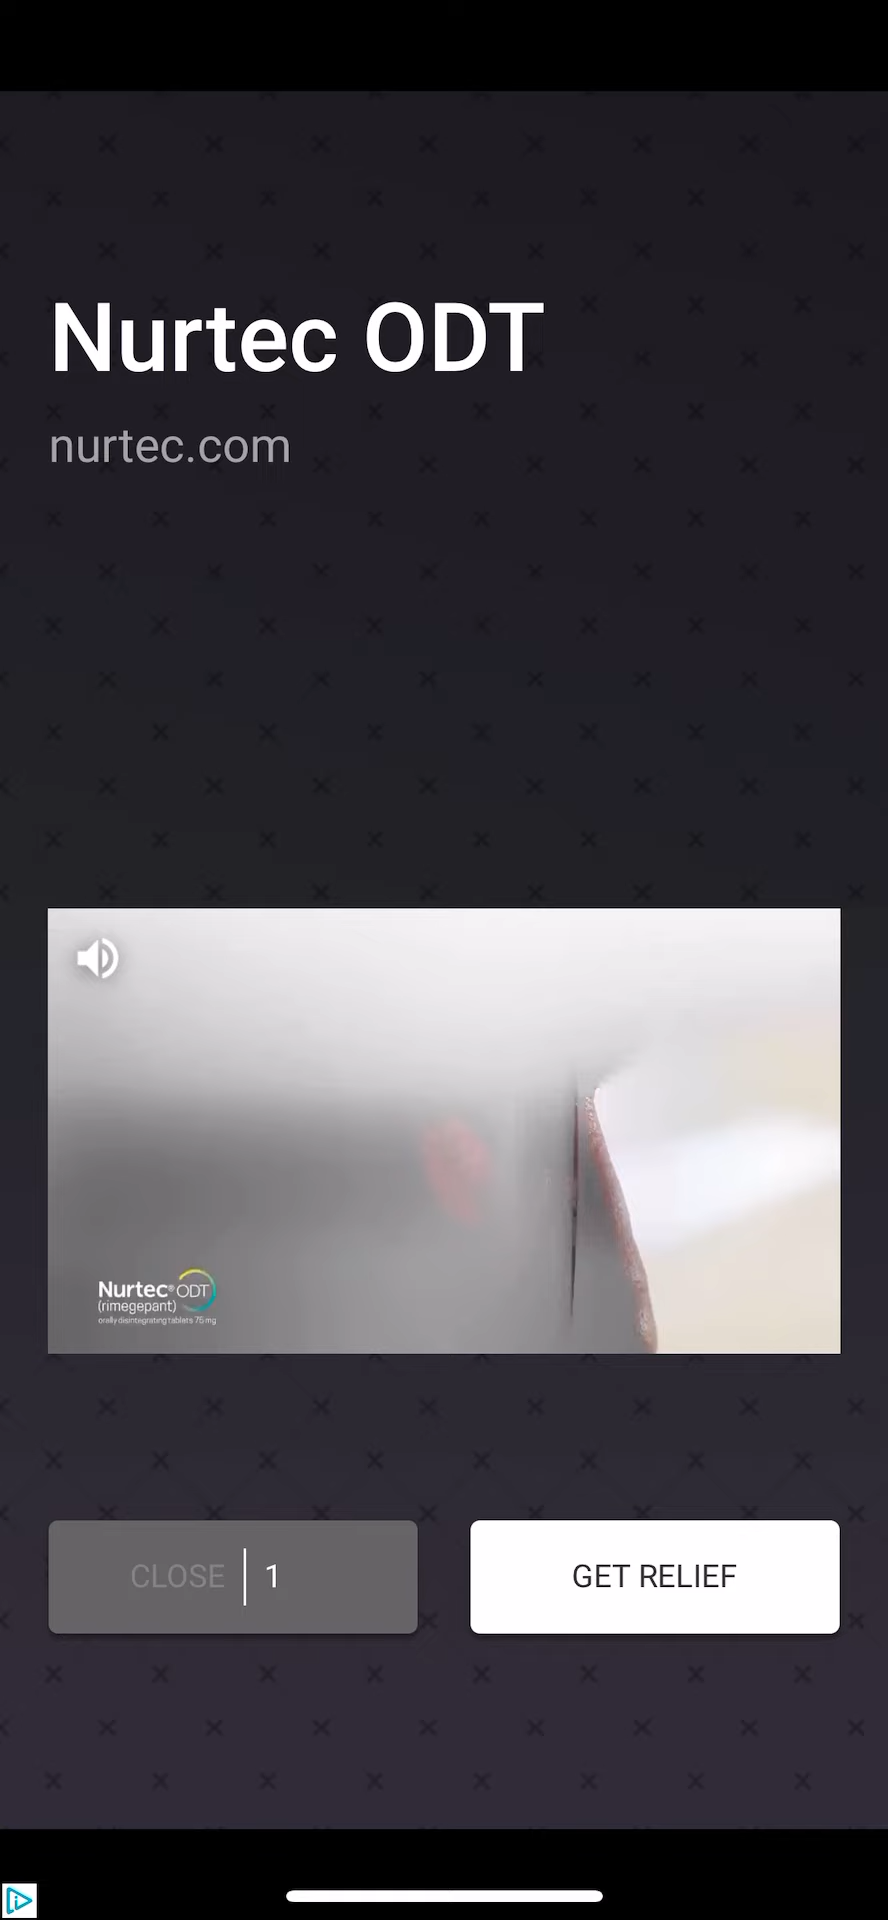 Nurtec ODT
nurtec.com
Nurtec® ODT
(rimegepant)
orally disintegrating tablets 75 mg
CLOSE 1
GET RELIEF